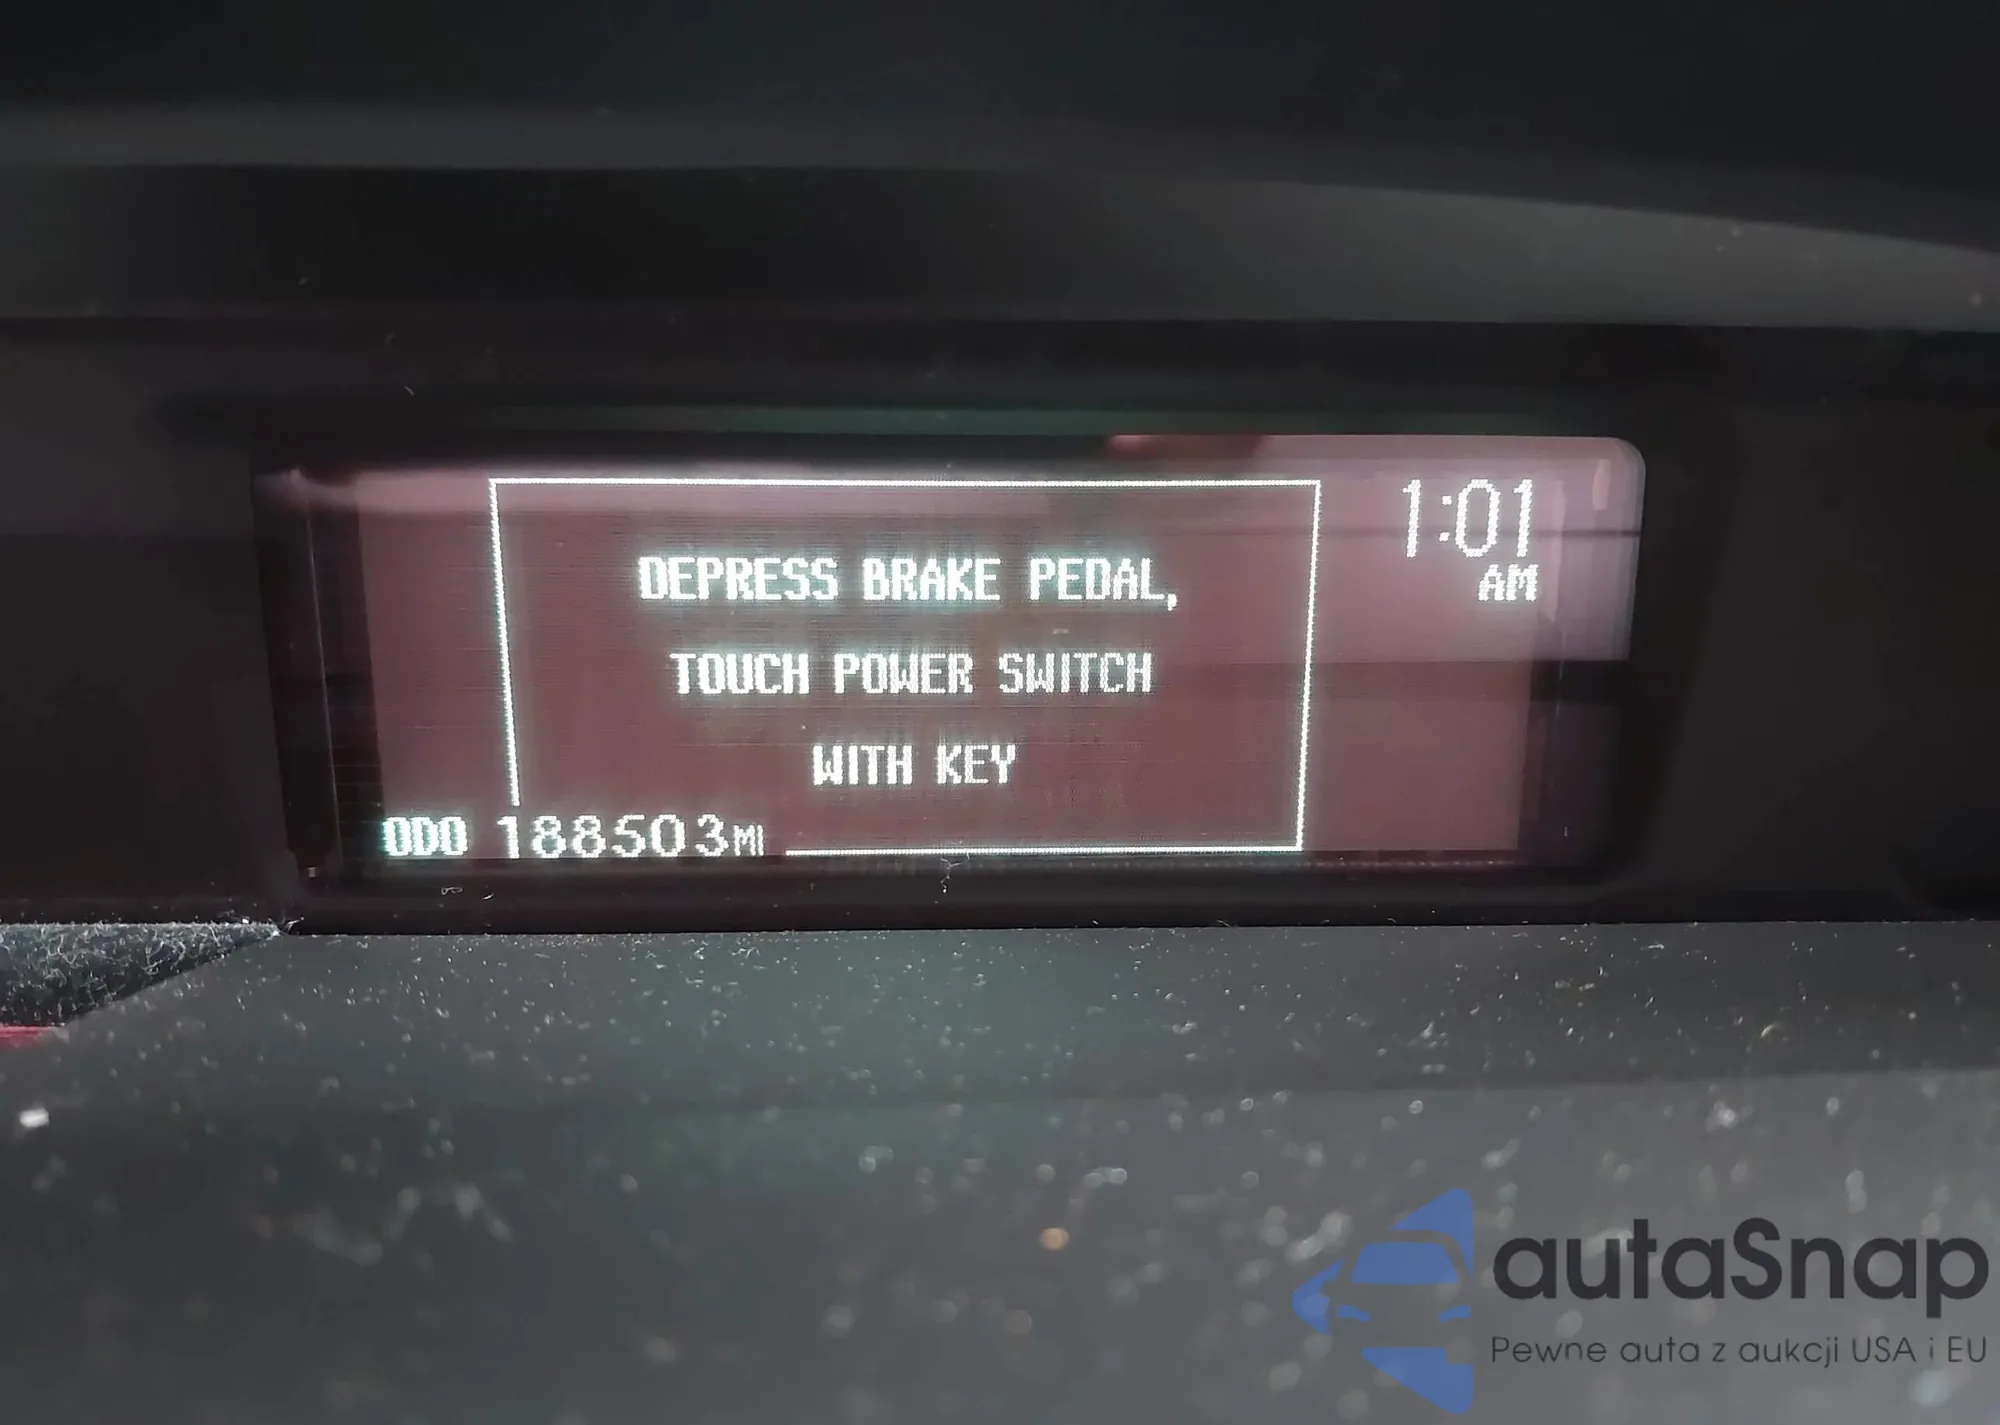 DEPRESS BRAKE PEDAL,
TOUCH POWER SWITCH
WITH KEY
1:01
AM
ODO 188503MI
autaSnap
Pewne auta z aukcji USA i EU